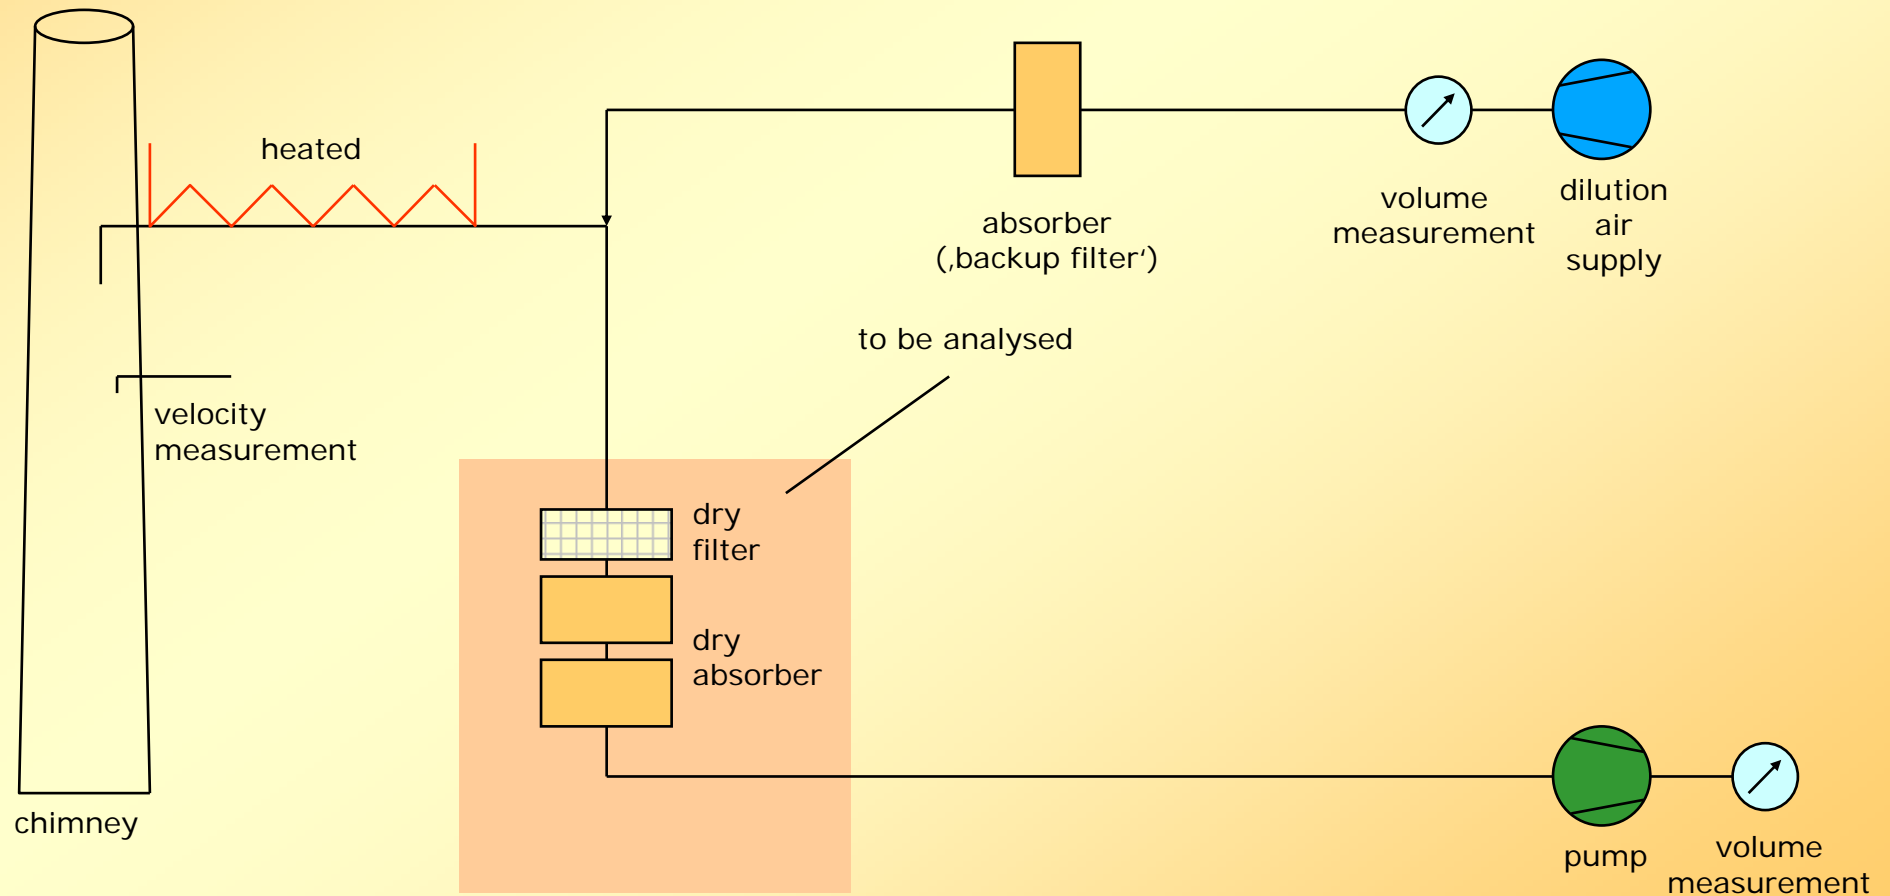 heated
absorber
(‚backup filter‘)
volume
measurement
dilution
air
supply
to be analysed
velocity
measurement
dry
filter
dry
absorber
chimney
pump
volume
measurement